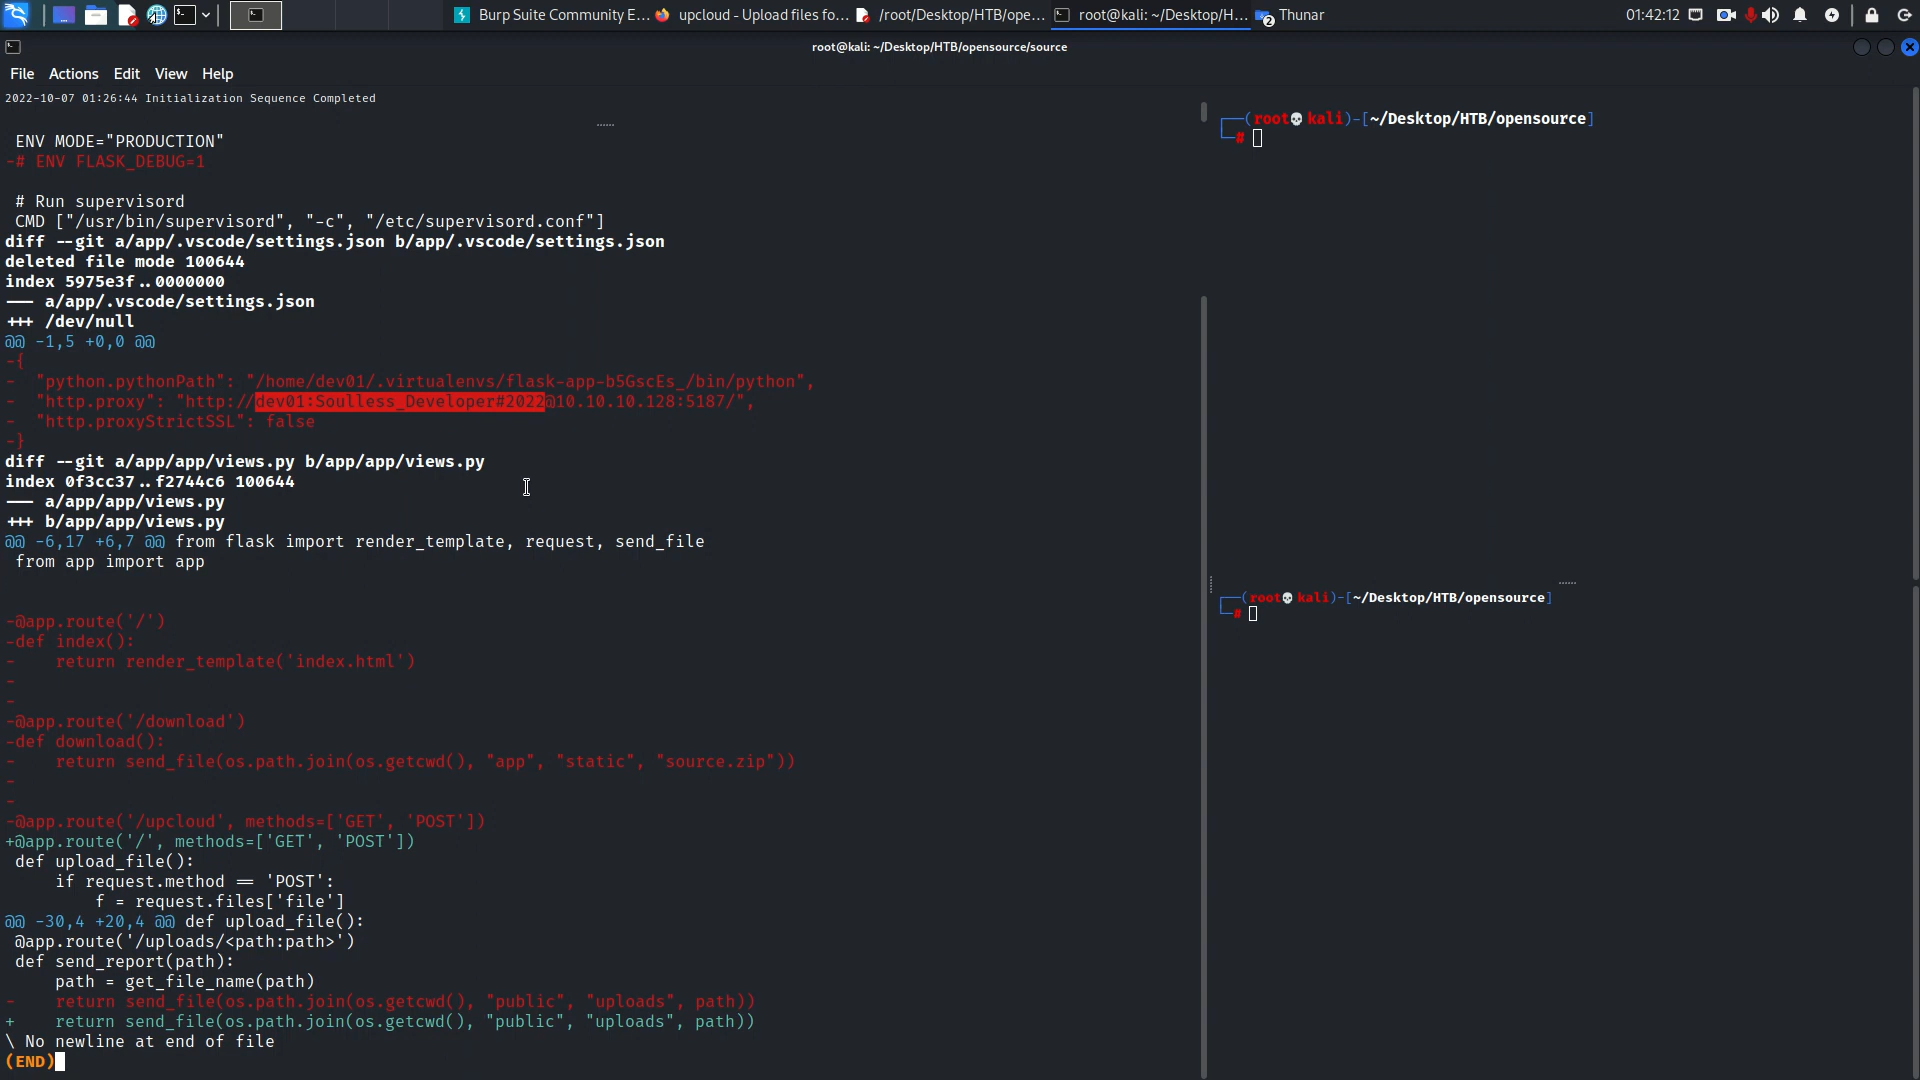 Burp Suite Community E...
upcloud - Upload files fo...
/root/Desktop/HTB/ope...
root@kali: ~/Desktop/H...
2
Thunar
01:42:12
root@kali: ~/Desktop/HTB/opensource/source
File Actions Edit View Help
2022-10-07 01:26:44 Initialization Sequence Completed
ENV MODE="PRODUCTION"
-# ENV FLASK_DEBUG=1
# Run supervisord
CMD ["/usr/bin/supervisord", "-c", "/etc/supervisord.conf"]
diff --git a/app/.vscode/settings.json b/app/.vscode/settings.json
deleted file mode 100644
index 5975e3f..0000000
--- a/app/.vscode/settings.json
+++ /dev/null
@@ -1,5 +0,0 @@
-{
-  "python.pythonPath": "/home/dev01/.virtualenvs/flask-app-b5GscEs_/bin/python",
-  "http.proxy": "http://dev01:Soulless_Developer#2022@10.10.10.128:5187/",
-  "http.proxyStrictSSL": false
-}
diff --git a/app/app/views.py b/app/app/views.py
index 0f3cc37..f2744c6 100644
--- a/app/app/views.py
+++ b/app/app/views.py
@@ -6,17 +6,7 @@ from flask import render_template, request, send_file
from app import app
-@app.route('/')
-def index():
-    return render_template('index.html')
-
-
-@app.route('/download')
-def download():
-    return send_file(os.path.join(os.getcwd(), "app", "static", "source.zip"))
-
-
-@app.route('/upcloud', methods=['GET', 'POST'])
+@app.route('/', methods=['GET', 'POST'])
def upload_file():
if request.method == 'POST':
f = request.files['file']
@@ -30,4 +20,4 @@ def upload_file():
@app.route('/uploads/<path:path>')
def send_report(path):
path = get_file_name(path)
-    return send_file(os.path.join(os.getcwd(), "public", "uploads", path))
+    return send_file(os.path.join(os.getcwd(), "public", "uploads", path))
\ No newline at end of file
(END)
(root💀kali)-[~/Desktop/HTB/opensource]
#
(root💀kali)-[~/Desktop/HTB/opensource]
#